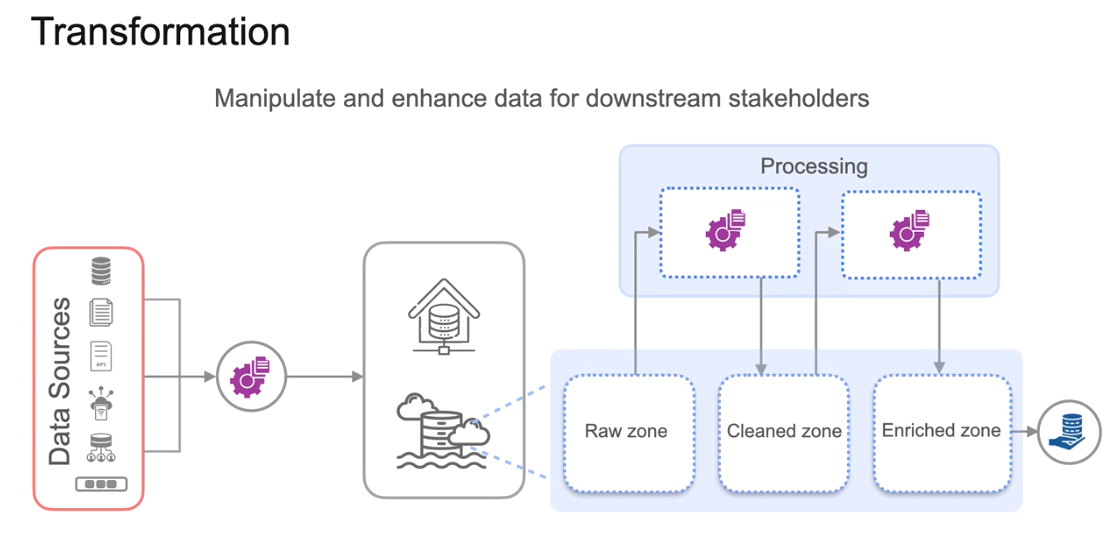 Transformation
Manipulate and enhance data for downstream stakeholders
Processing
Data Sources
API
Raw zone
Cleaned zone
Enriched zone